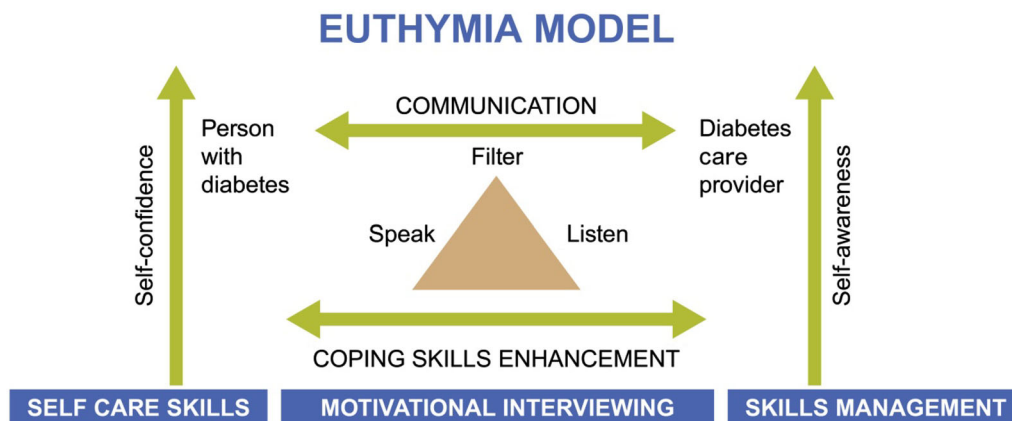 EUTHYMIA MODEL
COMMUNICATION
Person
with
diabetes
Diabetes
care
provider
Filter
Self-confidence
Speak
Listen
Self-awareness
COPING SKILLS ENHANCEMENT
SELF CARE SKILLS
MOTIVATIONAL INTERVIEWING
SKILLS MANAGEMENT